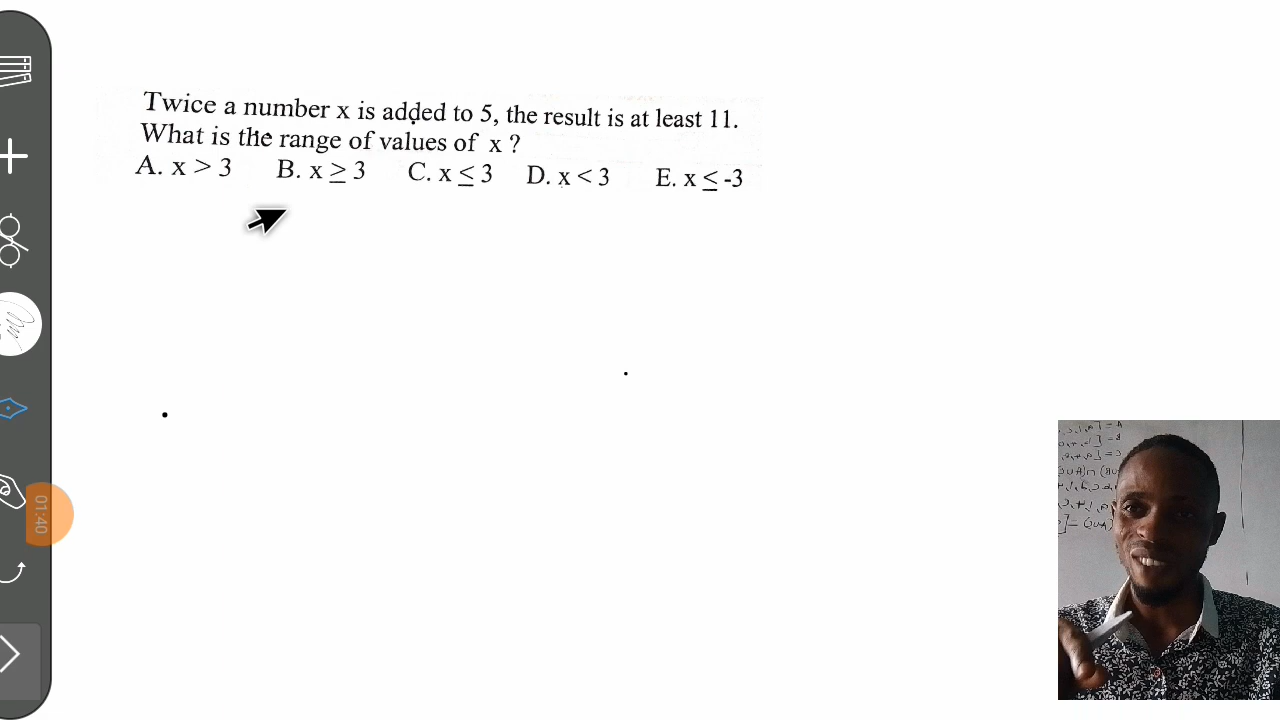 Twice a number x is added to 5, the result is at least 11.
What is the range of values of x ?
A. x > 3 B. x ≥ 3 C. x ≤ 3 D. x < 3 E. x ≤ -3
01:40